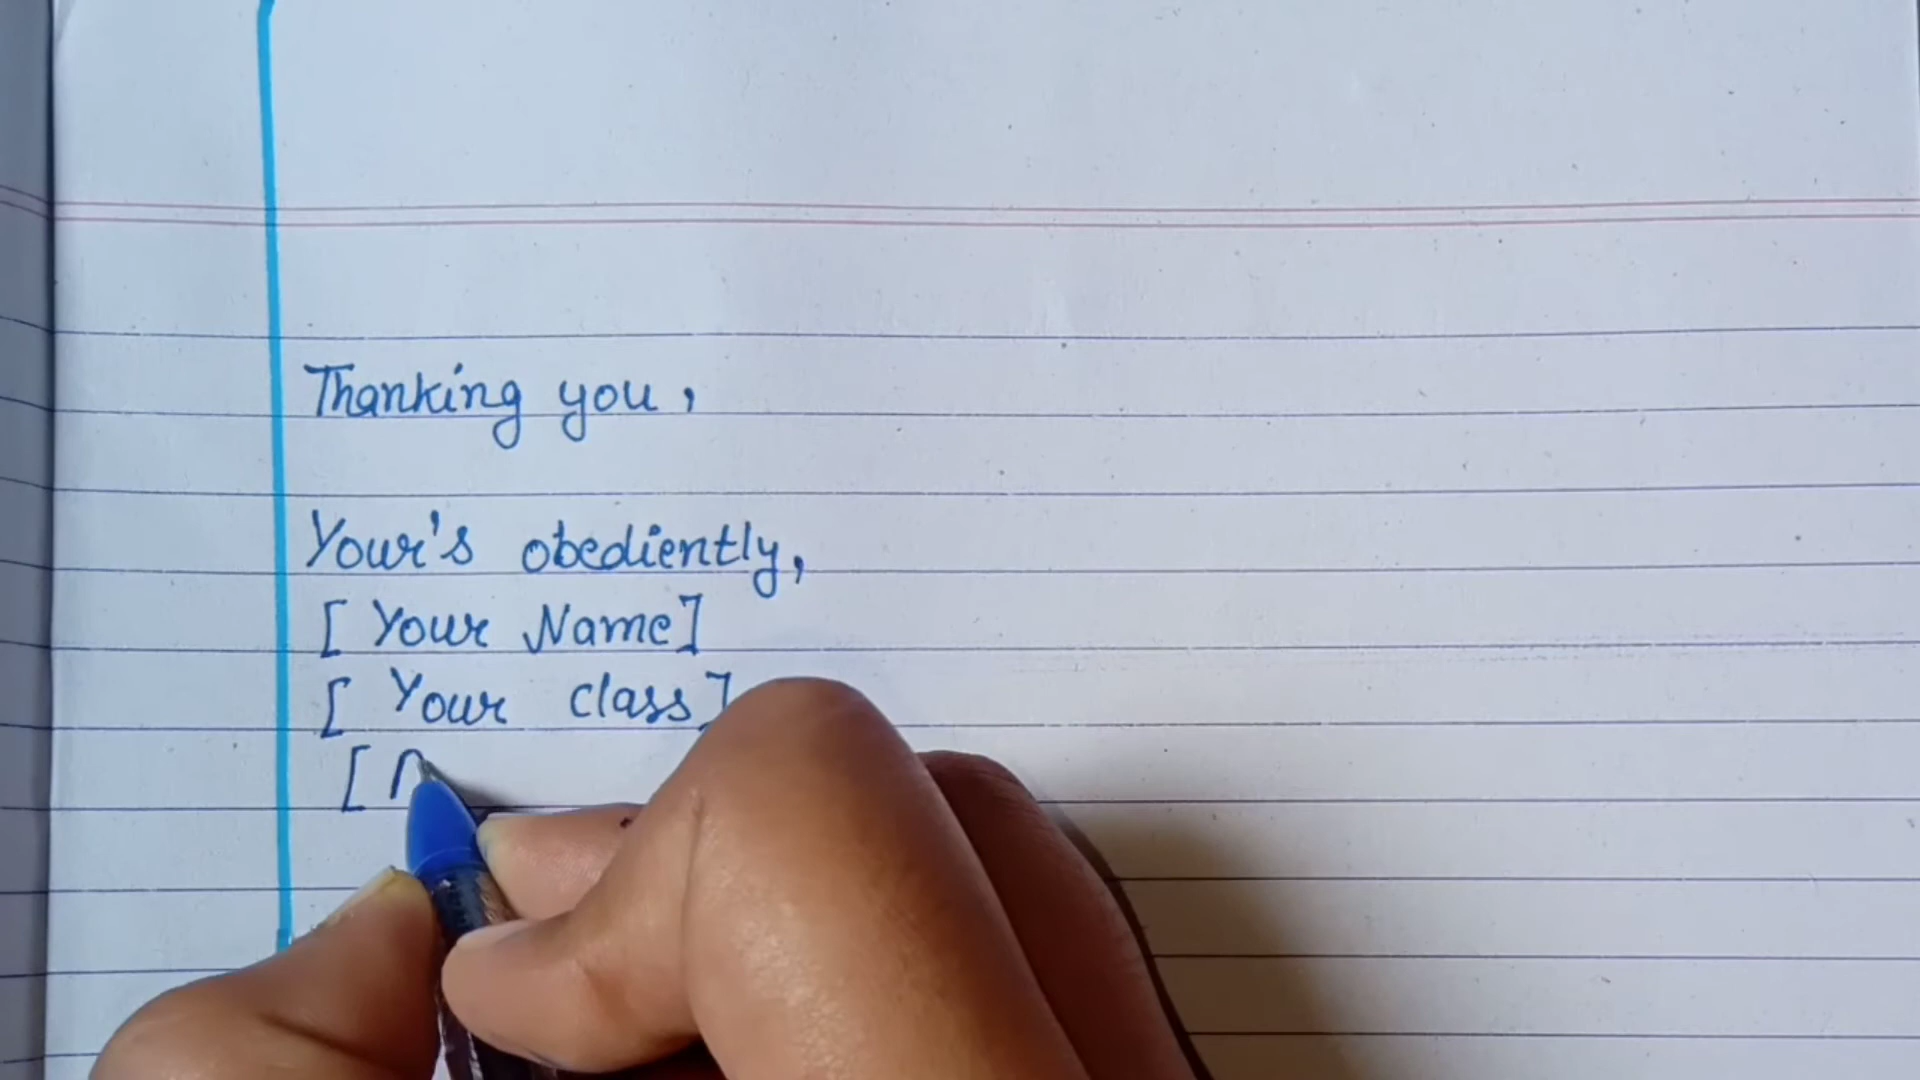 Thanking you,
Your's obediently,
[ Your Name]
[ Your class]
[